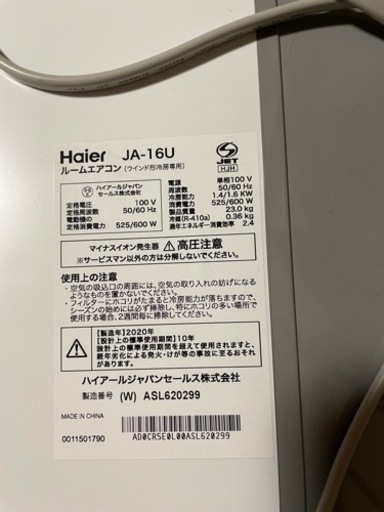 Haier JA-16U
ルームエアコン (ウインド形冷房専用)
JET
HJH
ハイアールジャパン
セールス株式会社
定格電圧 100 V
定格周波数 50/60 Hz
電動機の
定格消費電力 525/600 W
電源 単相100 V
周波数 50/60 Hz
冷房能力 1.4/1.6 KW
消費電力 525/600 W
製品質量 23.0 kg
冷媒(R-410a) 0.36 kg
通年エネルギー消費効率 2.4
マイナスイオン発生器 高圧注意
※サービスマン以外の方は分解しないでください。
使用上の注意
・空気の吸込口の周囲には、空気の取り入れの妨げになる
ようなものを置かないでください。
・フィルターにホコリがたまると冷房能力が落ちますので、
シーズンの始めには必ず掃除し、特にホコリの多い場所
で使用する場合、2週間毎に掃除してください。
【製造年】2020年
【設計上の標準使用期間】10年
設計上の標準使用期間を超えて使用されますと、
経年劣化による発火・けが等の事故に至るおそれ
があります。
ハイアールジャパンセールス株式会社
製造番号 (W) ASL620299
MADE IN CHINA
0011501790
AD0CR5E0L00ASL620299